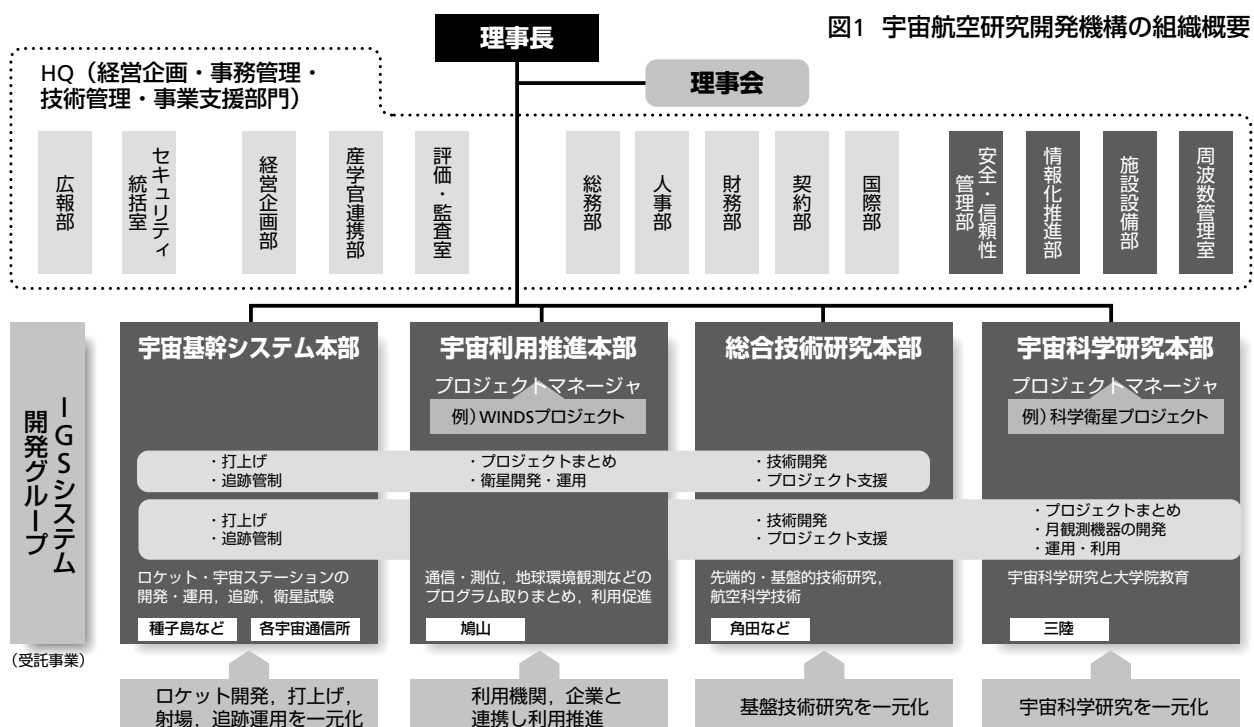 図1 宇宙航空研究開発機構の組織概要
理事長
理事会
HQ（経営企画・事務管理・
技術管理・事業支援部門）
広報部
セキュリティ
統括室
経営企画部
産学官連携部
評価・監査室
総務部
人事部
財務部
契約部
国際部
安全・信頼性
管理部
情報化推進部
施設設備部
周波数管理室
IGSシステム
開発グループ
（受託事業）
宇宙基幹システム本部
・打上げ
・追跡管制
・打上げ
・追跡管制
ロケット・宇宙ステーションの
開発・運用，追跡，衛星試験
種子島など
各宇宙通信所
ロケット開発，打上げ，
射場，追跡運用を一元化
宇宙利用推進本部
プロジェクトマネージャ
例）WINDSプロジェクト
・プロジェクトまとめ
・衛星開発・運用
通信・測位，地球環境観測などの
プログラム取りまとめ，利用促進
鳩山
利用機関，企業と
連携し利用推進
総合技術研究本部
・技術開発
・プロジェクト支援
・技術開発
・プロジェクト支援
先端的・基盤的技術研究，
航空科学技術
角田など
基盤技術研究を一元化
宇宙科学研究本部
プロジェクトマネージャ
例）科学衛星プロジェクト
・プロジェクトまとめ
・月観測機器の開発
・運用・利用
宇宙科学研究と大学院教育
三陸
宇宙科学研究を一元化